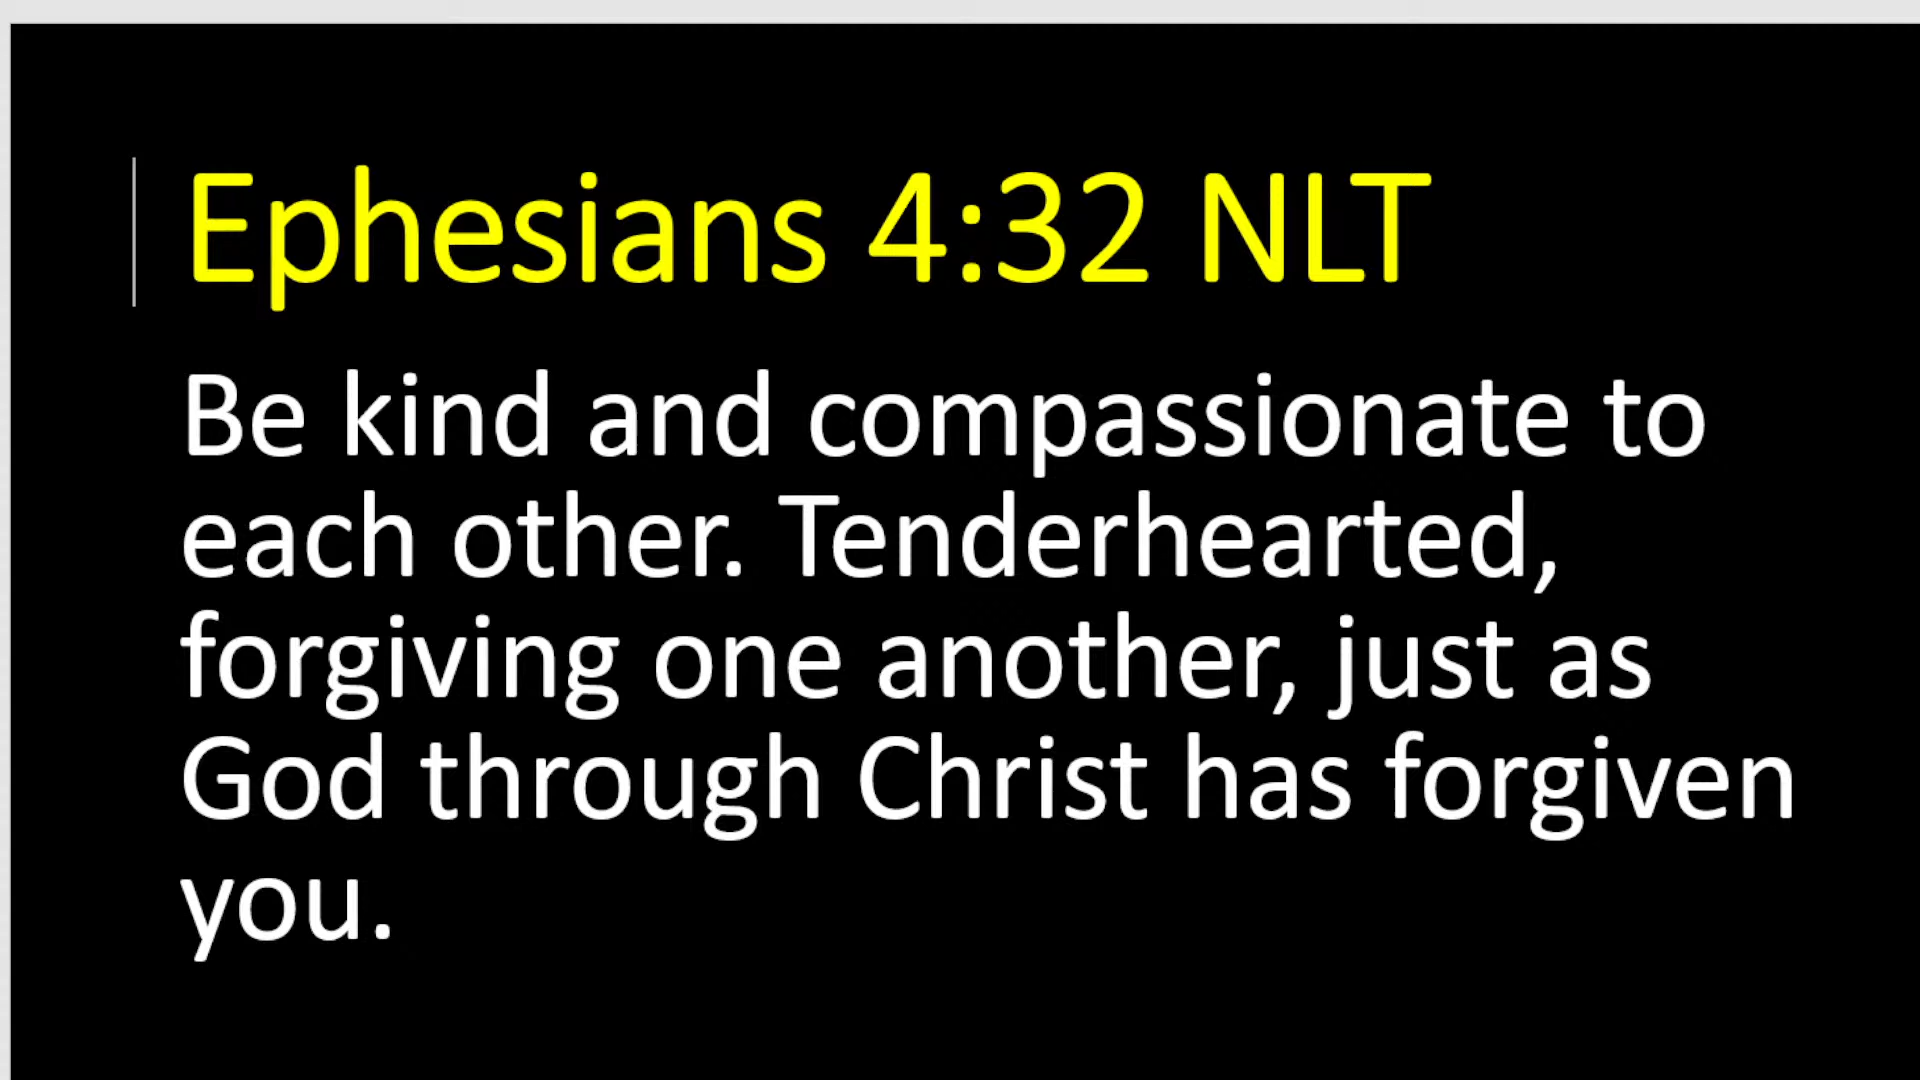 Ephesians 4:32 NLT
Be kind and compassionate to
each other. Tenderhearted,
forgiving one another, just as
God through Christ has forgiven
you.